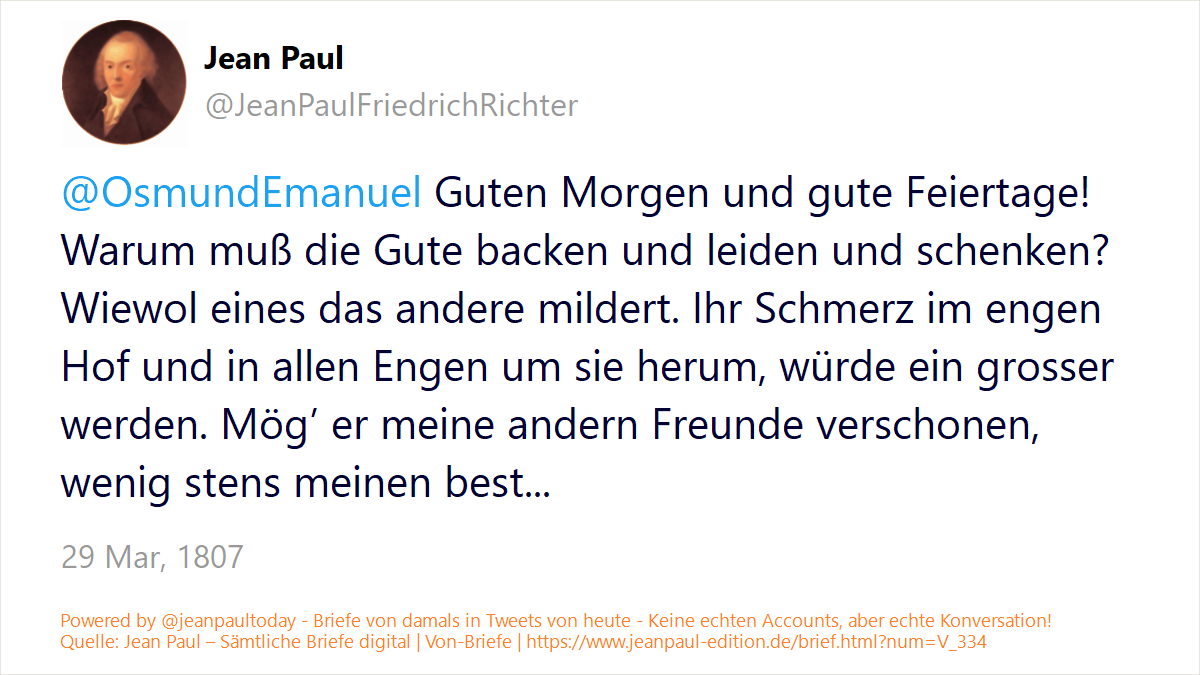 Jean Paul
@JeanPaulFriedrichRichter
@OsmundEmanuel Guten Morgen und gute Feiertage!
Warum muß die Gute backen und leiden und schenken?
Wiewol eines das andere mildert. Ihr Schmerz im engen
Hof und in allen Engen um sie herum, würde ein grosser
werden. Mög’ er meine andern Freunde verschonen,
wenig stens meinen best...
29 Mar, 1807
Powered by @jeanpaultoday - Briefe von damals in Tweets von heute - Keine echten Accounts, aber echte Konversation!
Quelle: Jean Paul – Sämtliche Briefe digital | Von-Briefe | https://www.jeanpaul-edition.de/brief.html?num=V_334